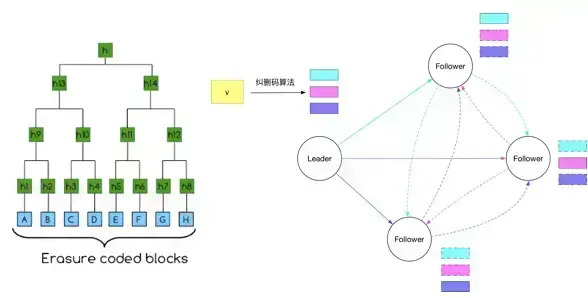 h
h13
h14
h9
h10
h11
h12
h1
h2
h3
h4
h5
h6
h7
h8
A
B
C
D
E
F
G
H
Erasure coded blocks
v
纠删码算法
Leader
Follower
Follower
Follower